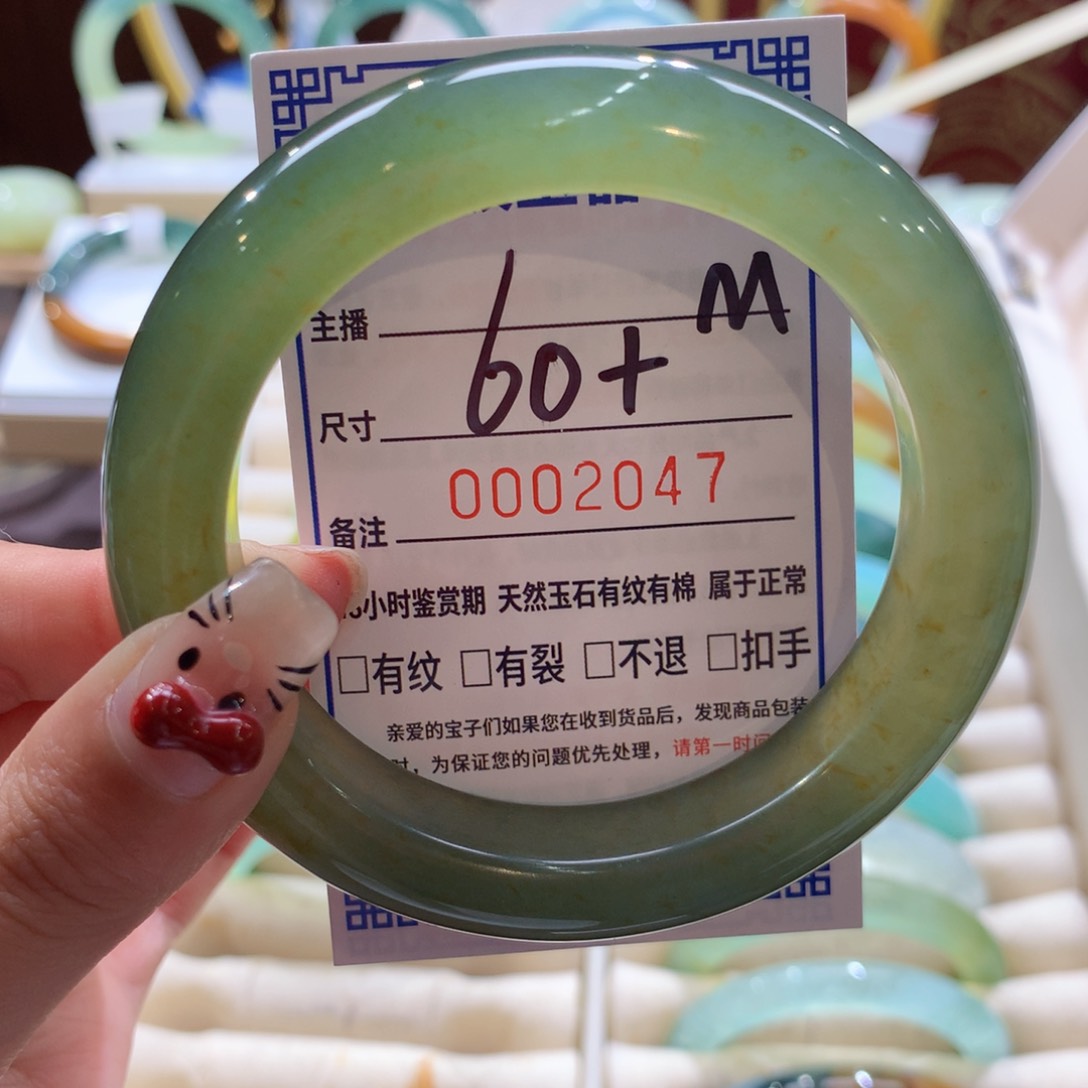 M
主播
60+
尺寸
0002047
备注
小时鉴赏期 天然玉石有纹有棉 属于正常
□有纹 □有裂 □不退 □扣手
亲爱的宝子们如果您在收到货品后，发现商品包装
时，为保证您的问题优先处理，请第一时间